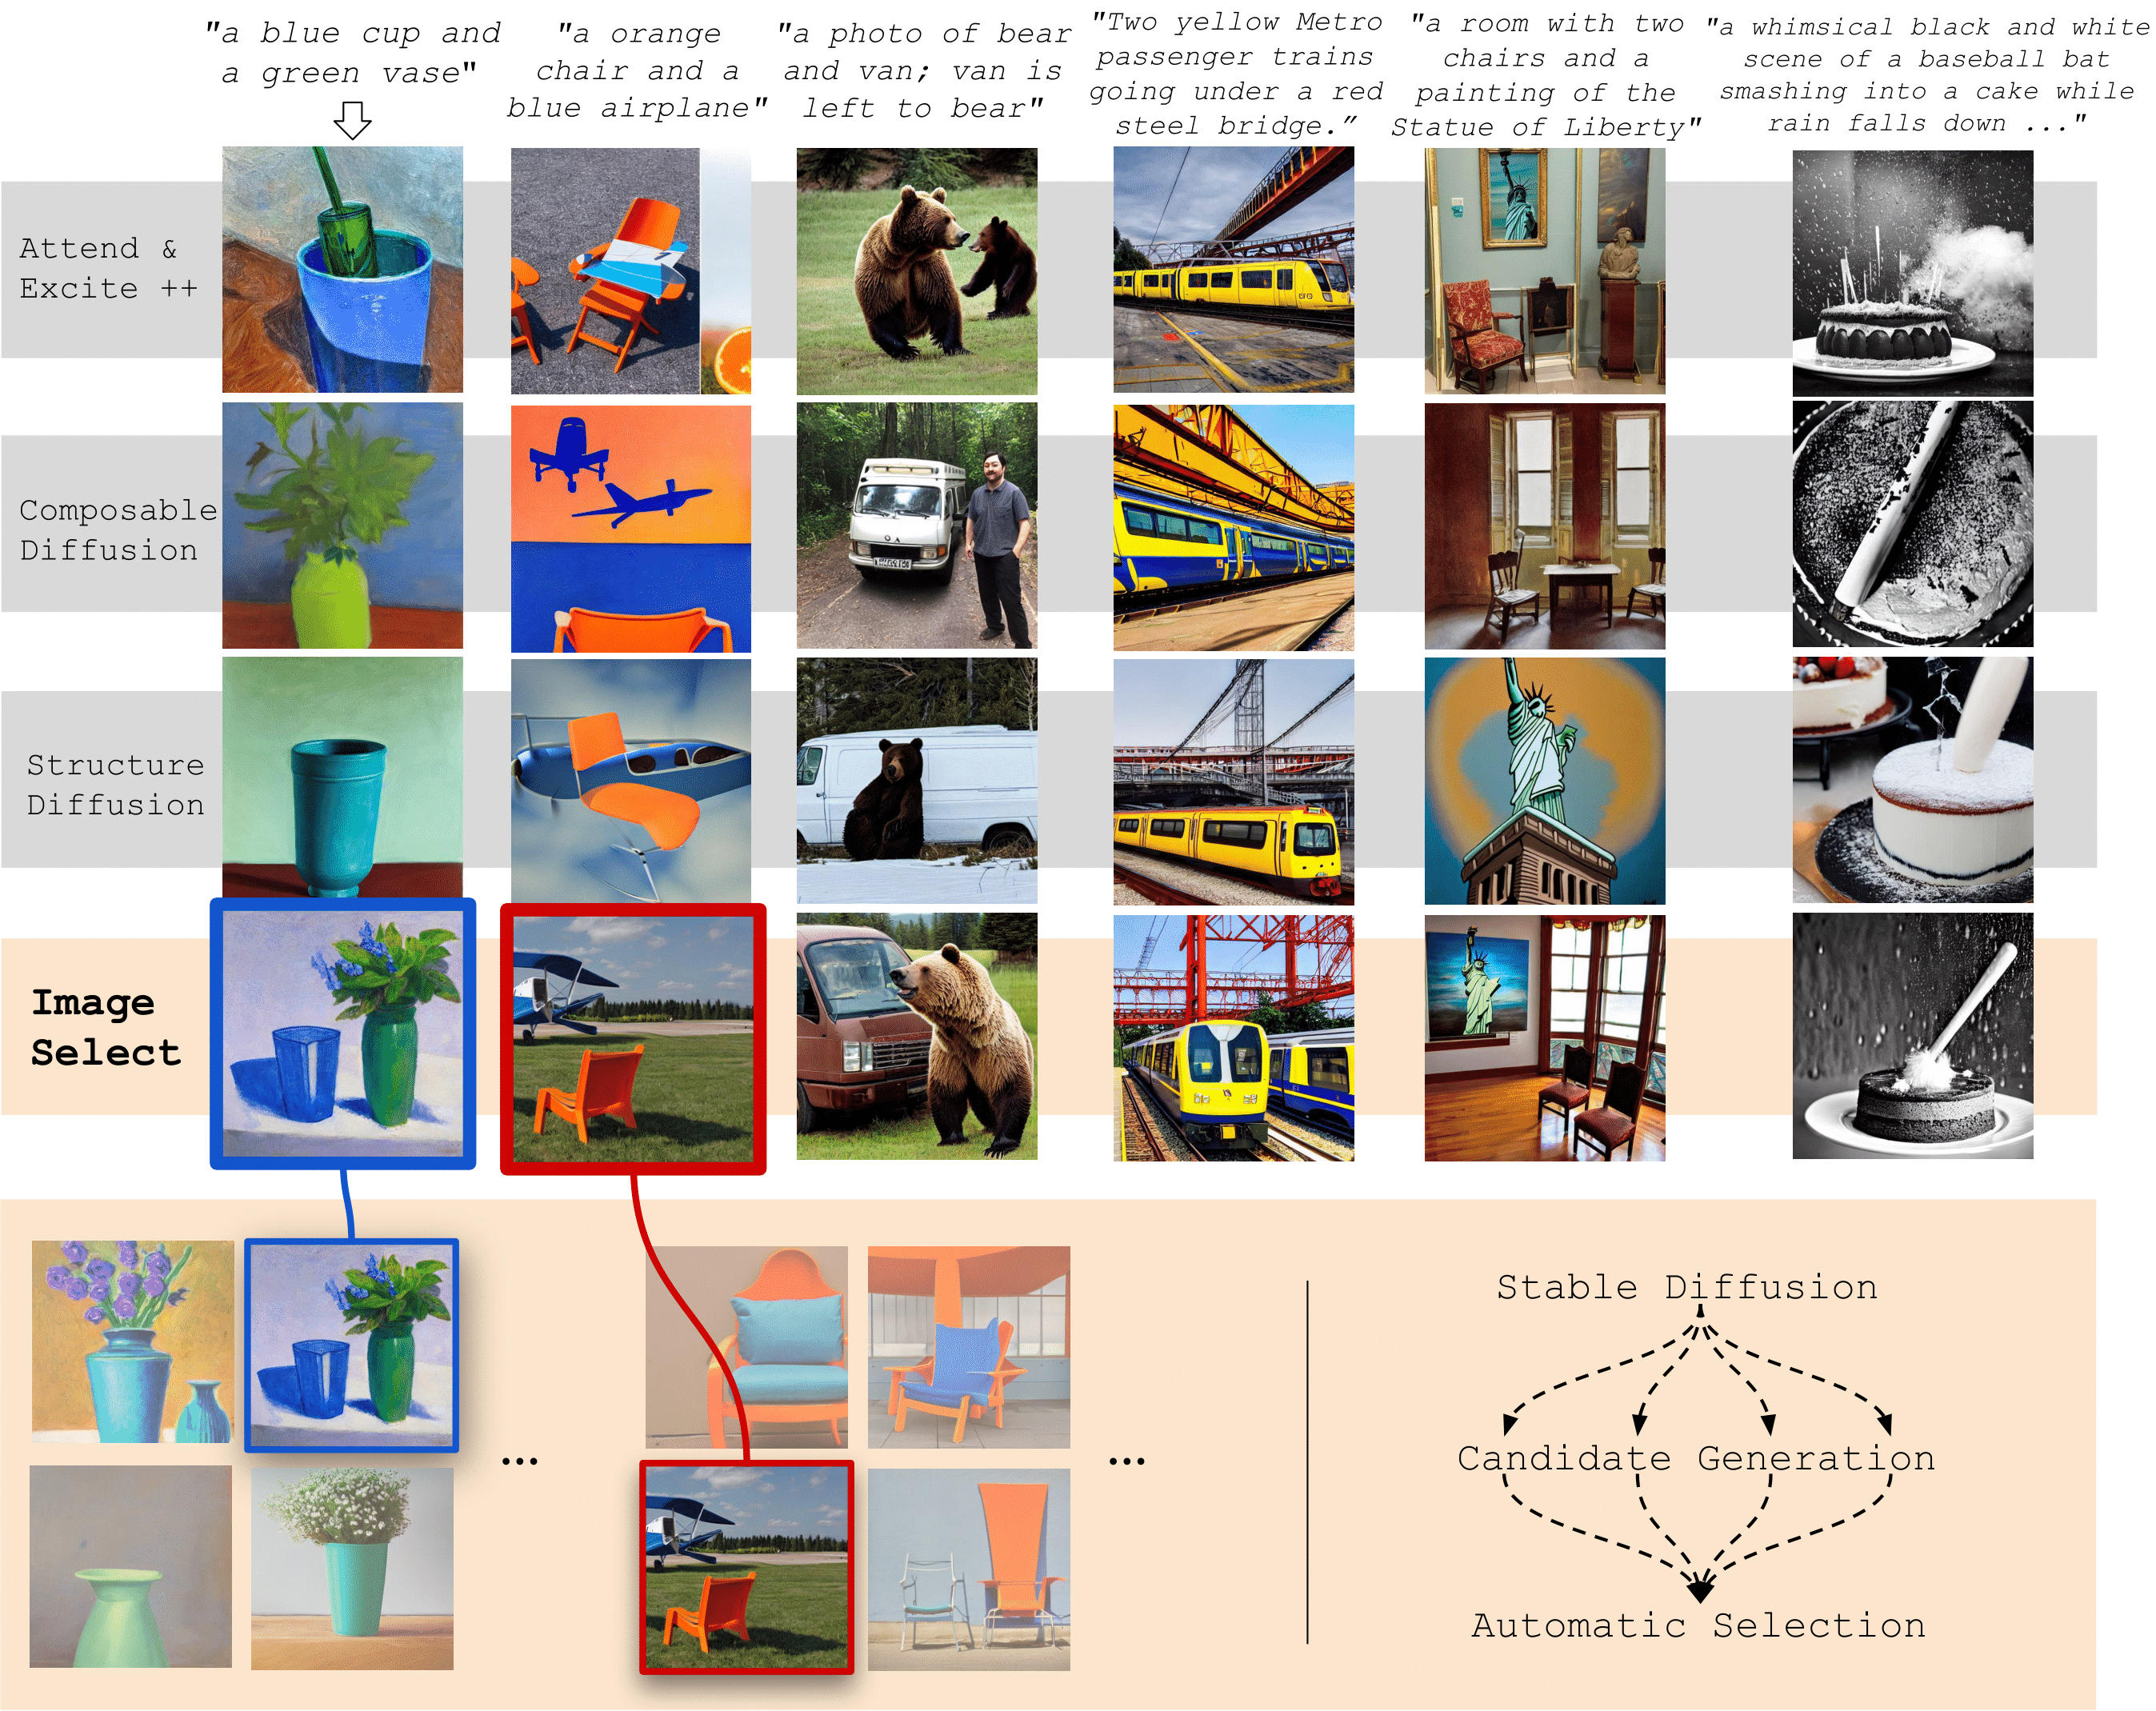 "a blue cup and
a green vase"
"a orange
chair and a
blue airplane"
"a photo of bear
and van; van is
left to bear"
"Two yellow Metro
passenger trains
going under a red
steel bridge.”
"a room with two
chairs and a
painting of the
Statue of Liberty"
"a whimsical black and white
scene of a baseball bat
smashing into a cake while
rain falls down ..."
Attend &
Excite ++
Composable
Diffusion
Structure
Diffusion
Image
Select
...
...
Stable Diffusion
Candidate Generation
Automatic Selection